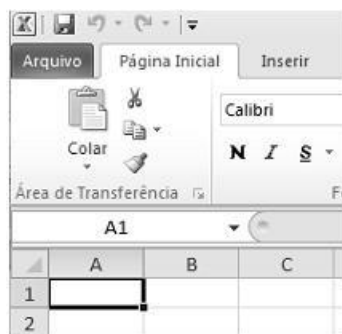 Arquivo Página Inicial Inserir
Calibri
Colar
N I S
Área de Transferência F
A1
A B C
1
2